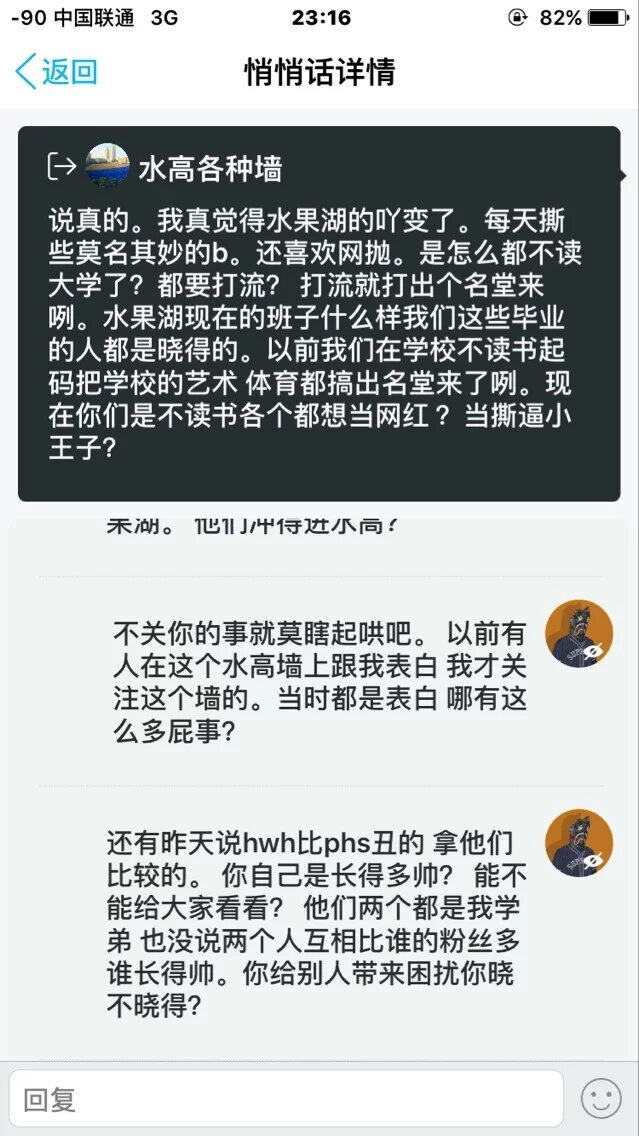 -90 中国联通 3G 23:16 82%
返回 悄悄话详情
水高各种墙
说真的。我真觉得水果湖的吖变了。每天撕
些莫名其妙的b。还喜欢网抛。是怎么都不读
大学了？都要打流？ 打流就打出个名堂来
咧。水果湖现在的班子什么样我们这些毕业
的人都是晓得的。以前我们在学校不读书起
码把学校的艺术 体育都搞出名堂来了咧。现
在你们是不读书各个都想当网红 ？当撕逼小
王子？
果湖。 他们冲得进水高？
不关你的事就莫瞎起哄吧。 以前有
人在这个水高墙上跟我表白 我才关
注这个墙的。当时都是表白 哪有这
么多屁事？
还有昨天说hwh比phs丑的 拿他们
比较的。 你自己是长得多帅？ 能不
能给大家看看？ 他们两个都是我学
弟 也没说两个人互相比谁的粉丝多
谁长得帅。你给别人带来困扰你晓
不晓得？
回复